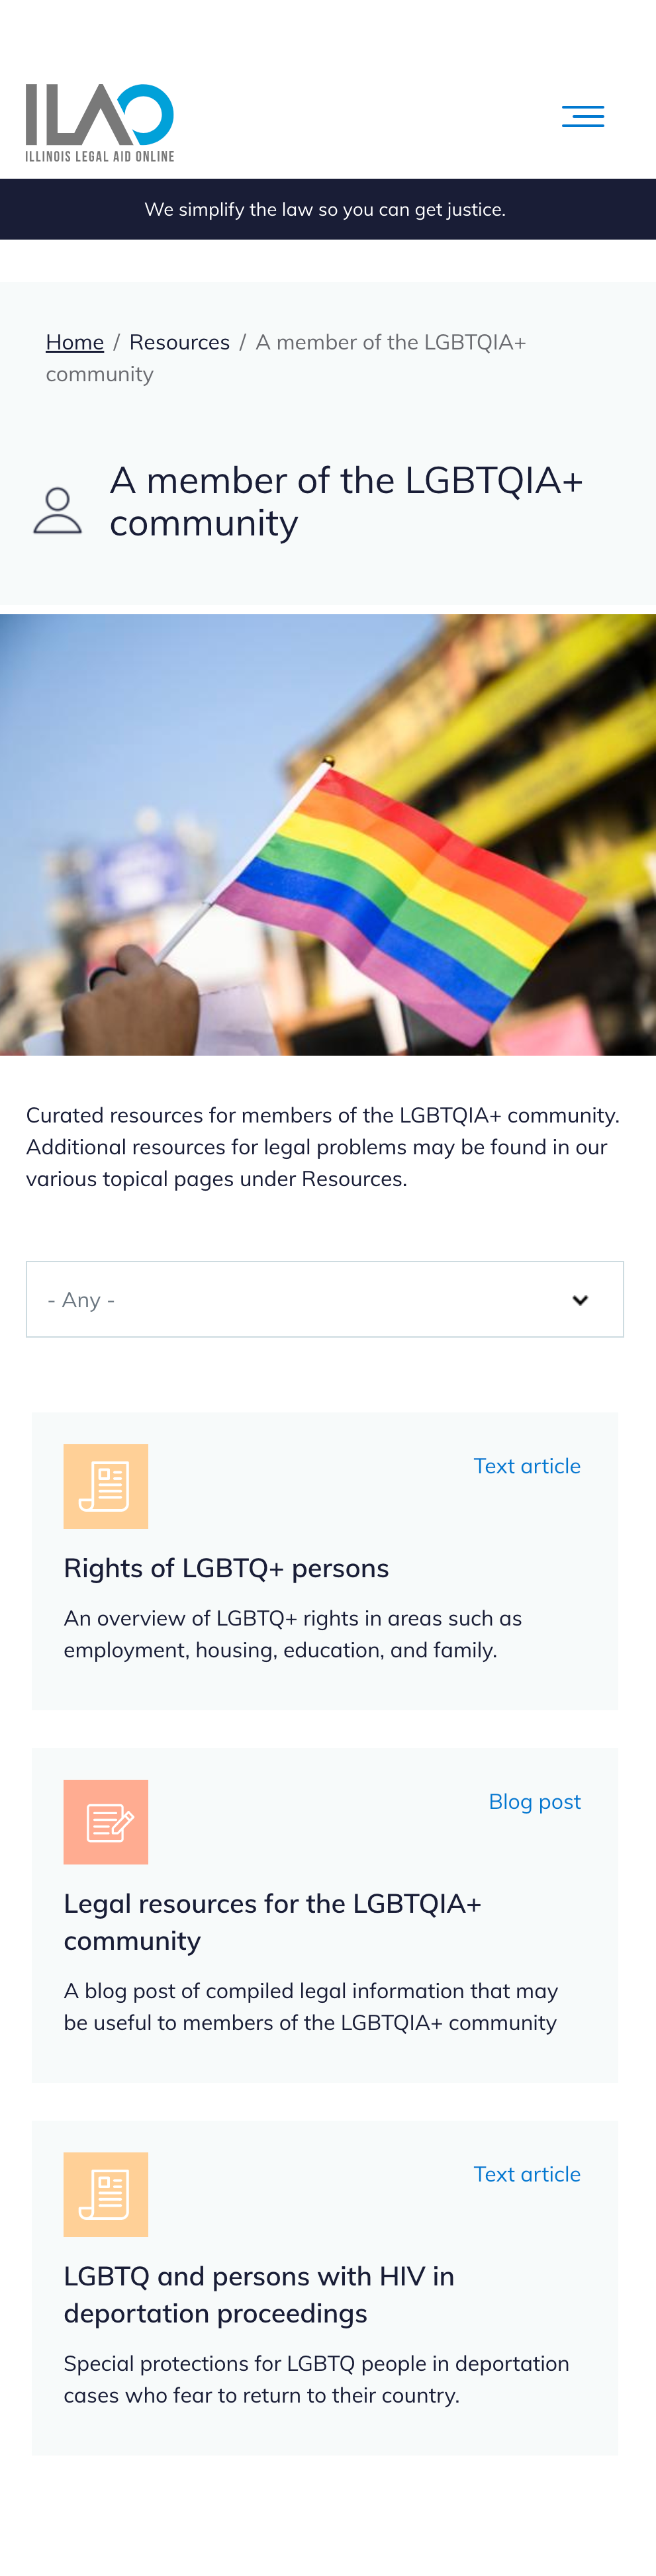 ILAO
ILLINOIS LEGAL AID ONLINE
We simplify the law so you can get justice.
Home / Resources / A member of the LGBTQIA+
community
A member of the LGBTQIA+
community
Curated resources for members of the LGBTQIA+ community.
Additional resources for legal problems may be found in our
various topical pages under Resources.
- Any -
Text article
Rights of LGBTQ+ persons
An overview of LGBTQ+ rights in areas such as
employment, housing, education, and family.
Blog post
Legal resources for the LGBTQIA+
community
A blog post of compiled legal information that may
be useful to members of the LGBTQIA+ community
Text article
LGBTQ and persons with HIV in
deportation proceedings
Special protections for LGBTQ people in deportation
cases who fear to return to their country.